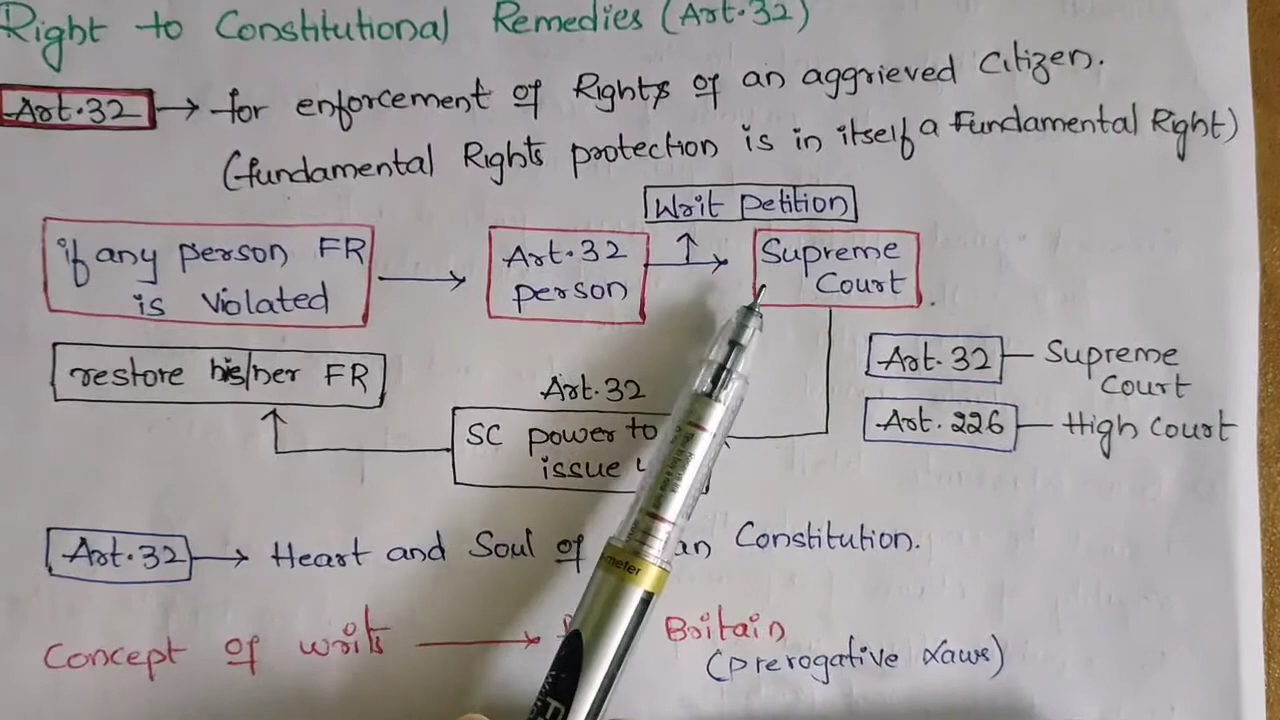 Right to Constitutional Remedies (Art.32)
Art.32 → for enforcement of Rights of an aggrieved Citizen.
(fundamental Rights protection is in itself a Fundamental Right)
Writ Petition
if any person FR is violated
Art.32 person
Supreme Court
restore his/her FR
Art.32
SC power to issue
Art. 32 — Supreme Court
Art. 226 — High Court
Art.32 → Heart and Soul of an Constitution.
Concept of writs → Britain
(prerogative Laws)
meter